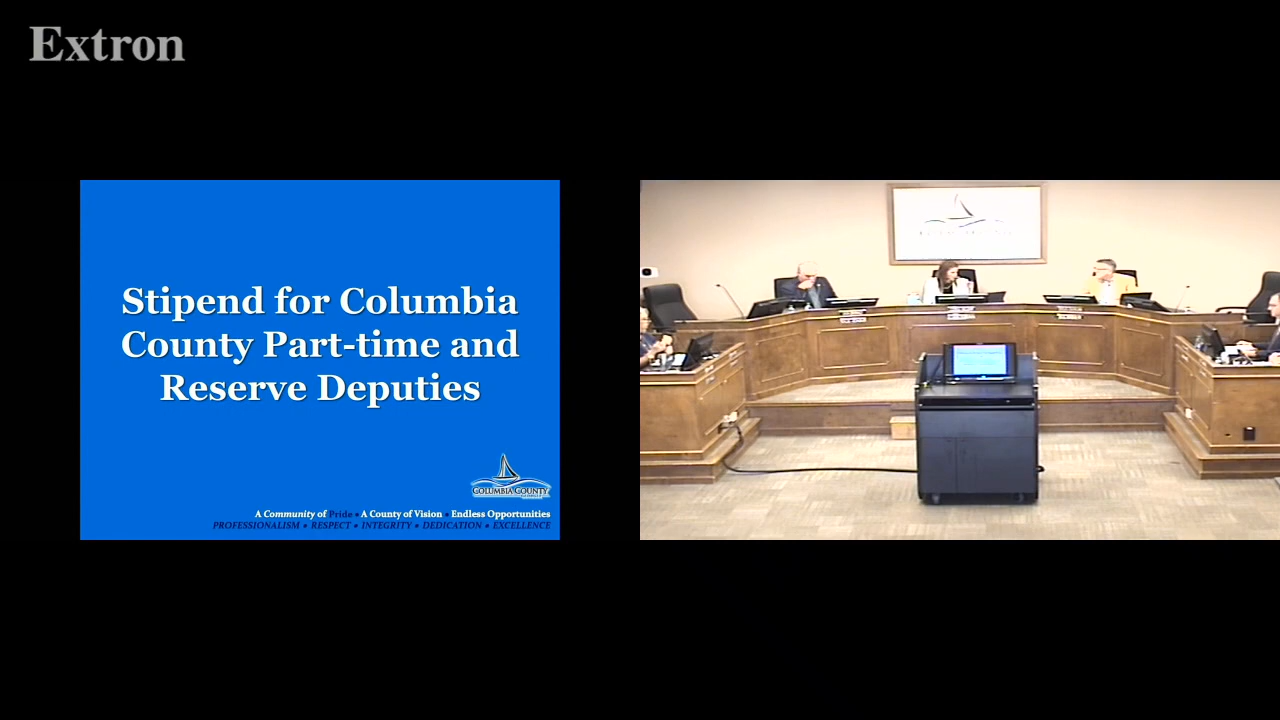 Extron
Stipend for Columbia
County Part-time and
Reserve Deputies
COLUMBIA COUNTY
A Community of Pride • A County of Vision • Endless Opportunities
PROFESSIONALISM • RESPECT • INTEGRITY • DEDICATION • EXCELLENCE